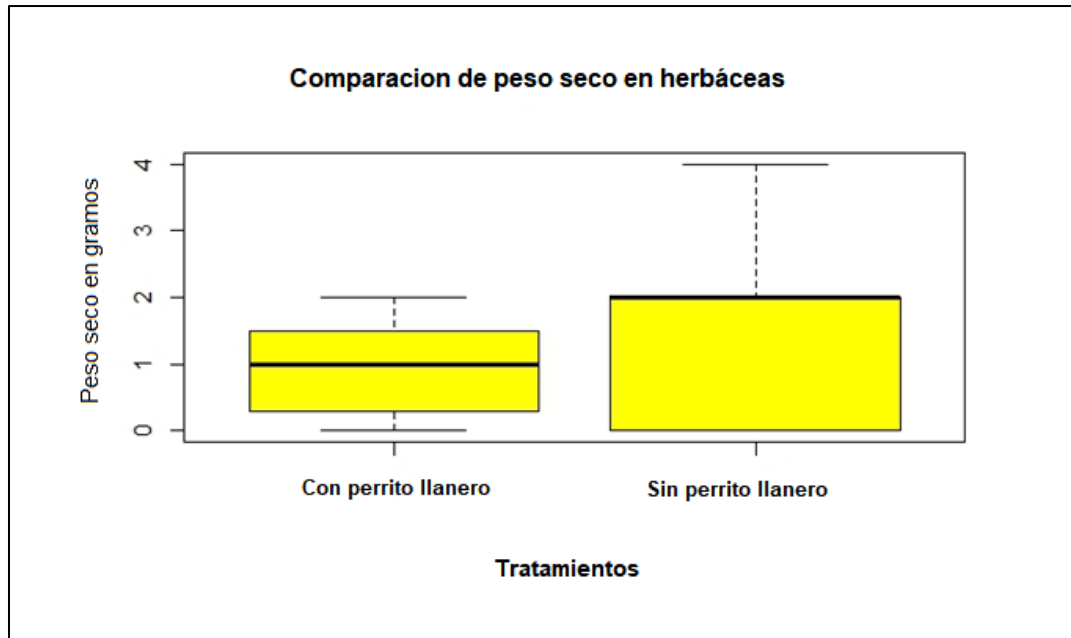 Comparacion de peso seco en herbáceas
Peso seco en gramos
4
3
2
1
0
Con perrito llanero
Sin perrito llanero
Tratamientos